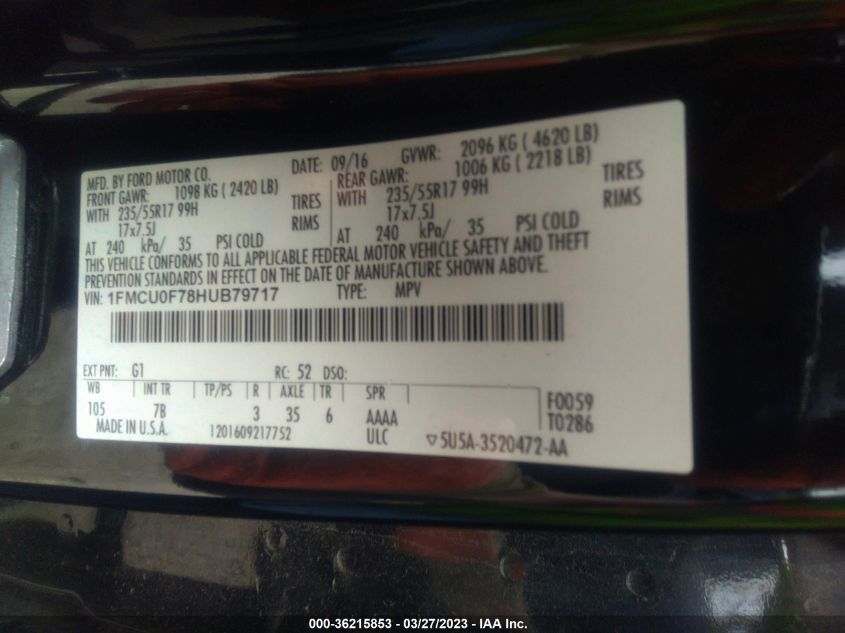 MFD. BY FORD MOTOR CO. DATE: 09/16 GVWR: 2096 KG ( 4620 LB)
FRONT GAWR: 1098 KG ( 2420 LB) REAR GAWR: 1006 KG ( 2218 LB)
WITH 235/55R17 99H TIRES WITH 235/55R17 99H TIRES
17x7.5J RIMS 17x7.5J RIMS
AT 240 kPa/ 35 PSI COLD AT 240 kPa/ 35 PSI COLD
THIS VEHICLE CONFORMS TO ALL APPLICABLE FEDERAL MOTOR VEHICLE SAFETY AND THEFT
PREVENTION STANDARDS IN EFFECT ON THE DATE OF MANUFACTURE SHOWN ABOVE.
VIN: 1FMCU0F78HUB79717 TYPE: MPV
EXT PNT: G1 RC: 52 DSO:
WB INT TR TP/PS R AXLE TR SPR
105 7B 3 35 6 AAAA F0059
MADE IN U.S.A. 1201609217752 ULC ▽5U5A-3520472-AA T0286
000-36215853 - 03/27/2023 - IAA Inc.